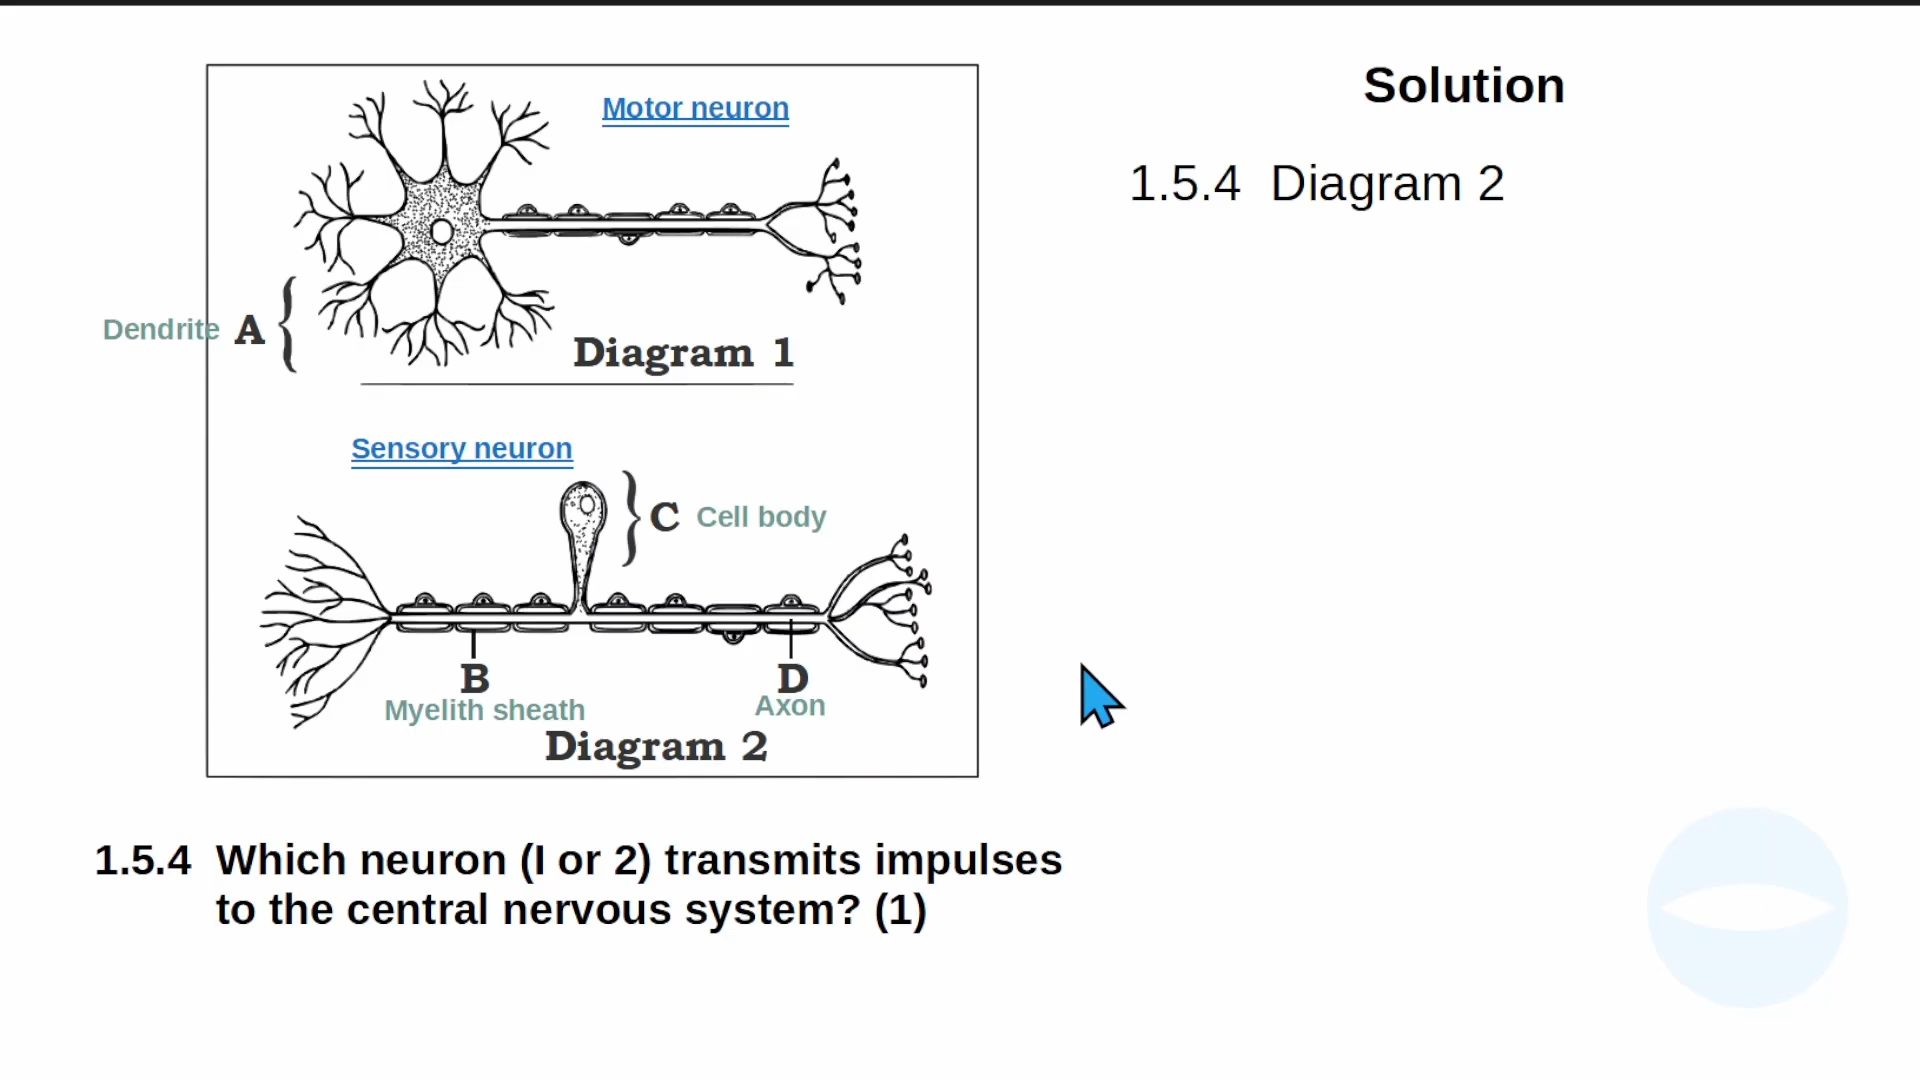 Solution
Motor neuron
1.5.4 Diagram 2
Dendrite A
Diagram 1
Sensory neuron
C Cell body
B
D
Myelith sheath
Axon
Diagram 2
1.5.4 Which neuron (I or 2) transmits impulses
to the central nervous system? (1)